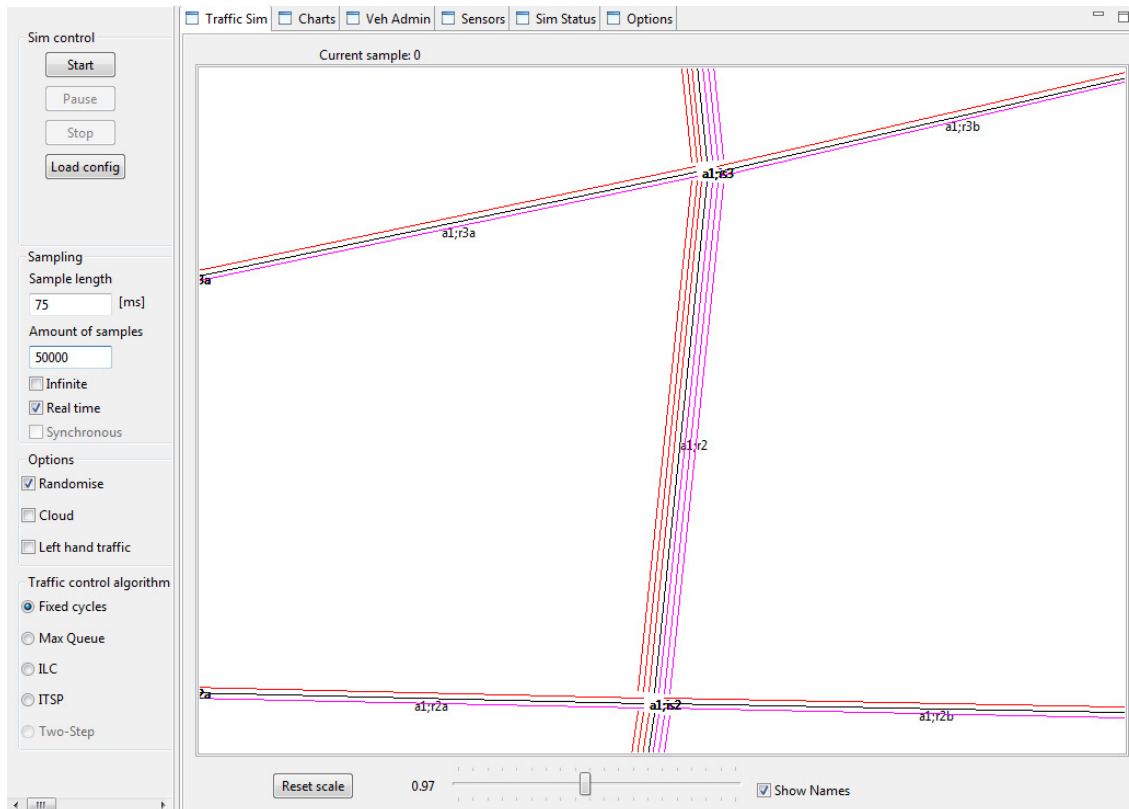 Traffic Sim Charts Veh Admin Sensors Sim Status Options
Sim control
Start
Pause
Stop
Load config
Sampling
Sample length
75 [ms]
Amount of samples
50000
Infinite
Real time
Synchronous
Options
Randomise
Cloud
Left hand traffic
Traffic control algorithm
Fixed cycles
Max Queue
ILC
ITSP
Two-Step
Current sample: 0
a1;r3b
a1;is3
a1;r3a
3a
a1;r2
2a
a1;r2a
a1;is2
a1;r2b
Reset scale 0.97 Show Names